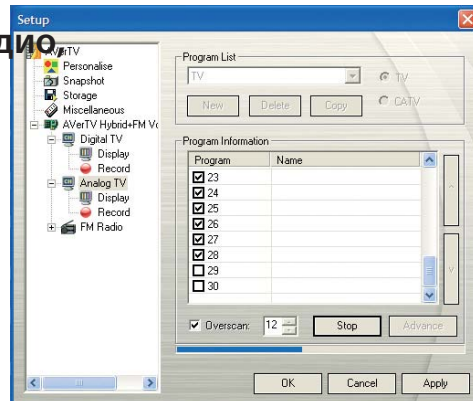 Setup
дио
AVerTV
Personalise
Snapshot
Storage
Miscellaneous
AVerTV Hybrid+FM Vo
Digital TV
Display
Record
Analog TV
Display
Record
FM Radio
Program List
TV
TV
New
Delete
Copy
CATV
Program Information
Program Name
23
24
25
26
27
28
29
30
Overscan: 12 Stop Advance
OK Cancel Apply